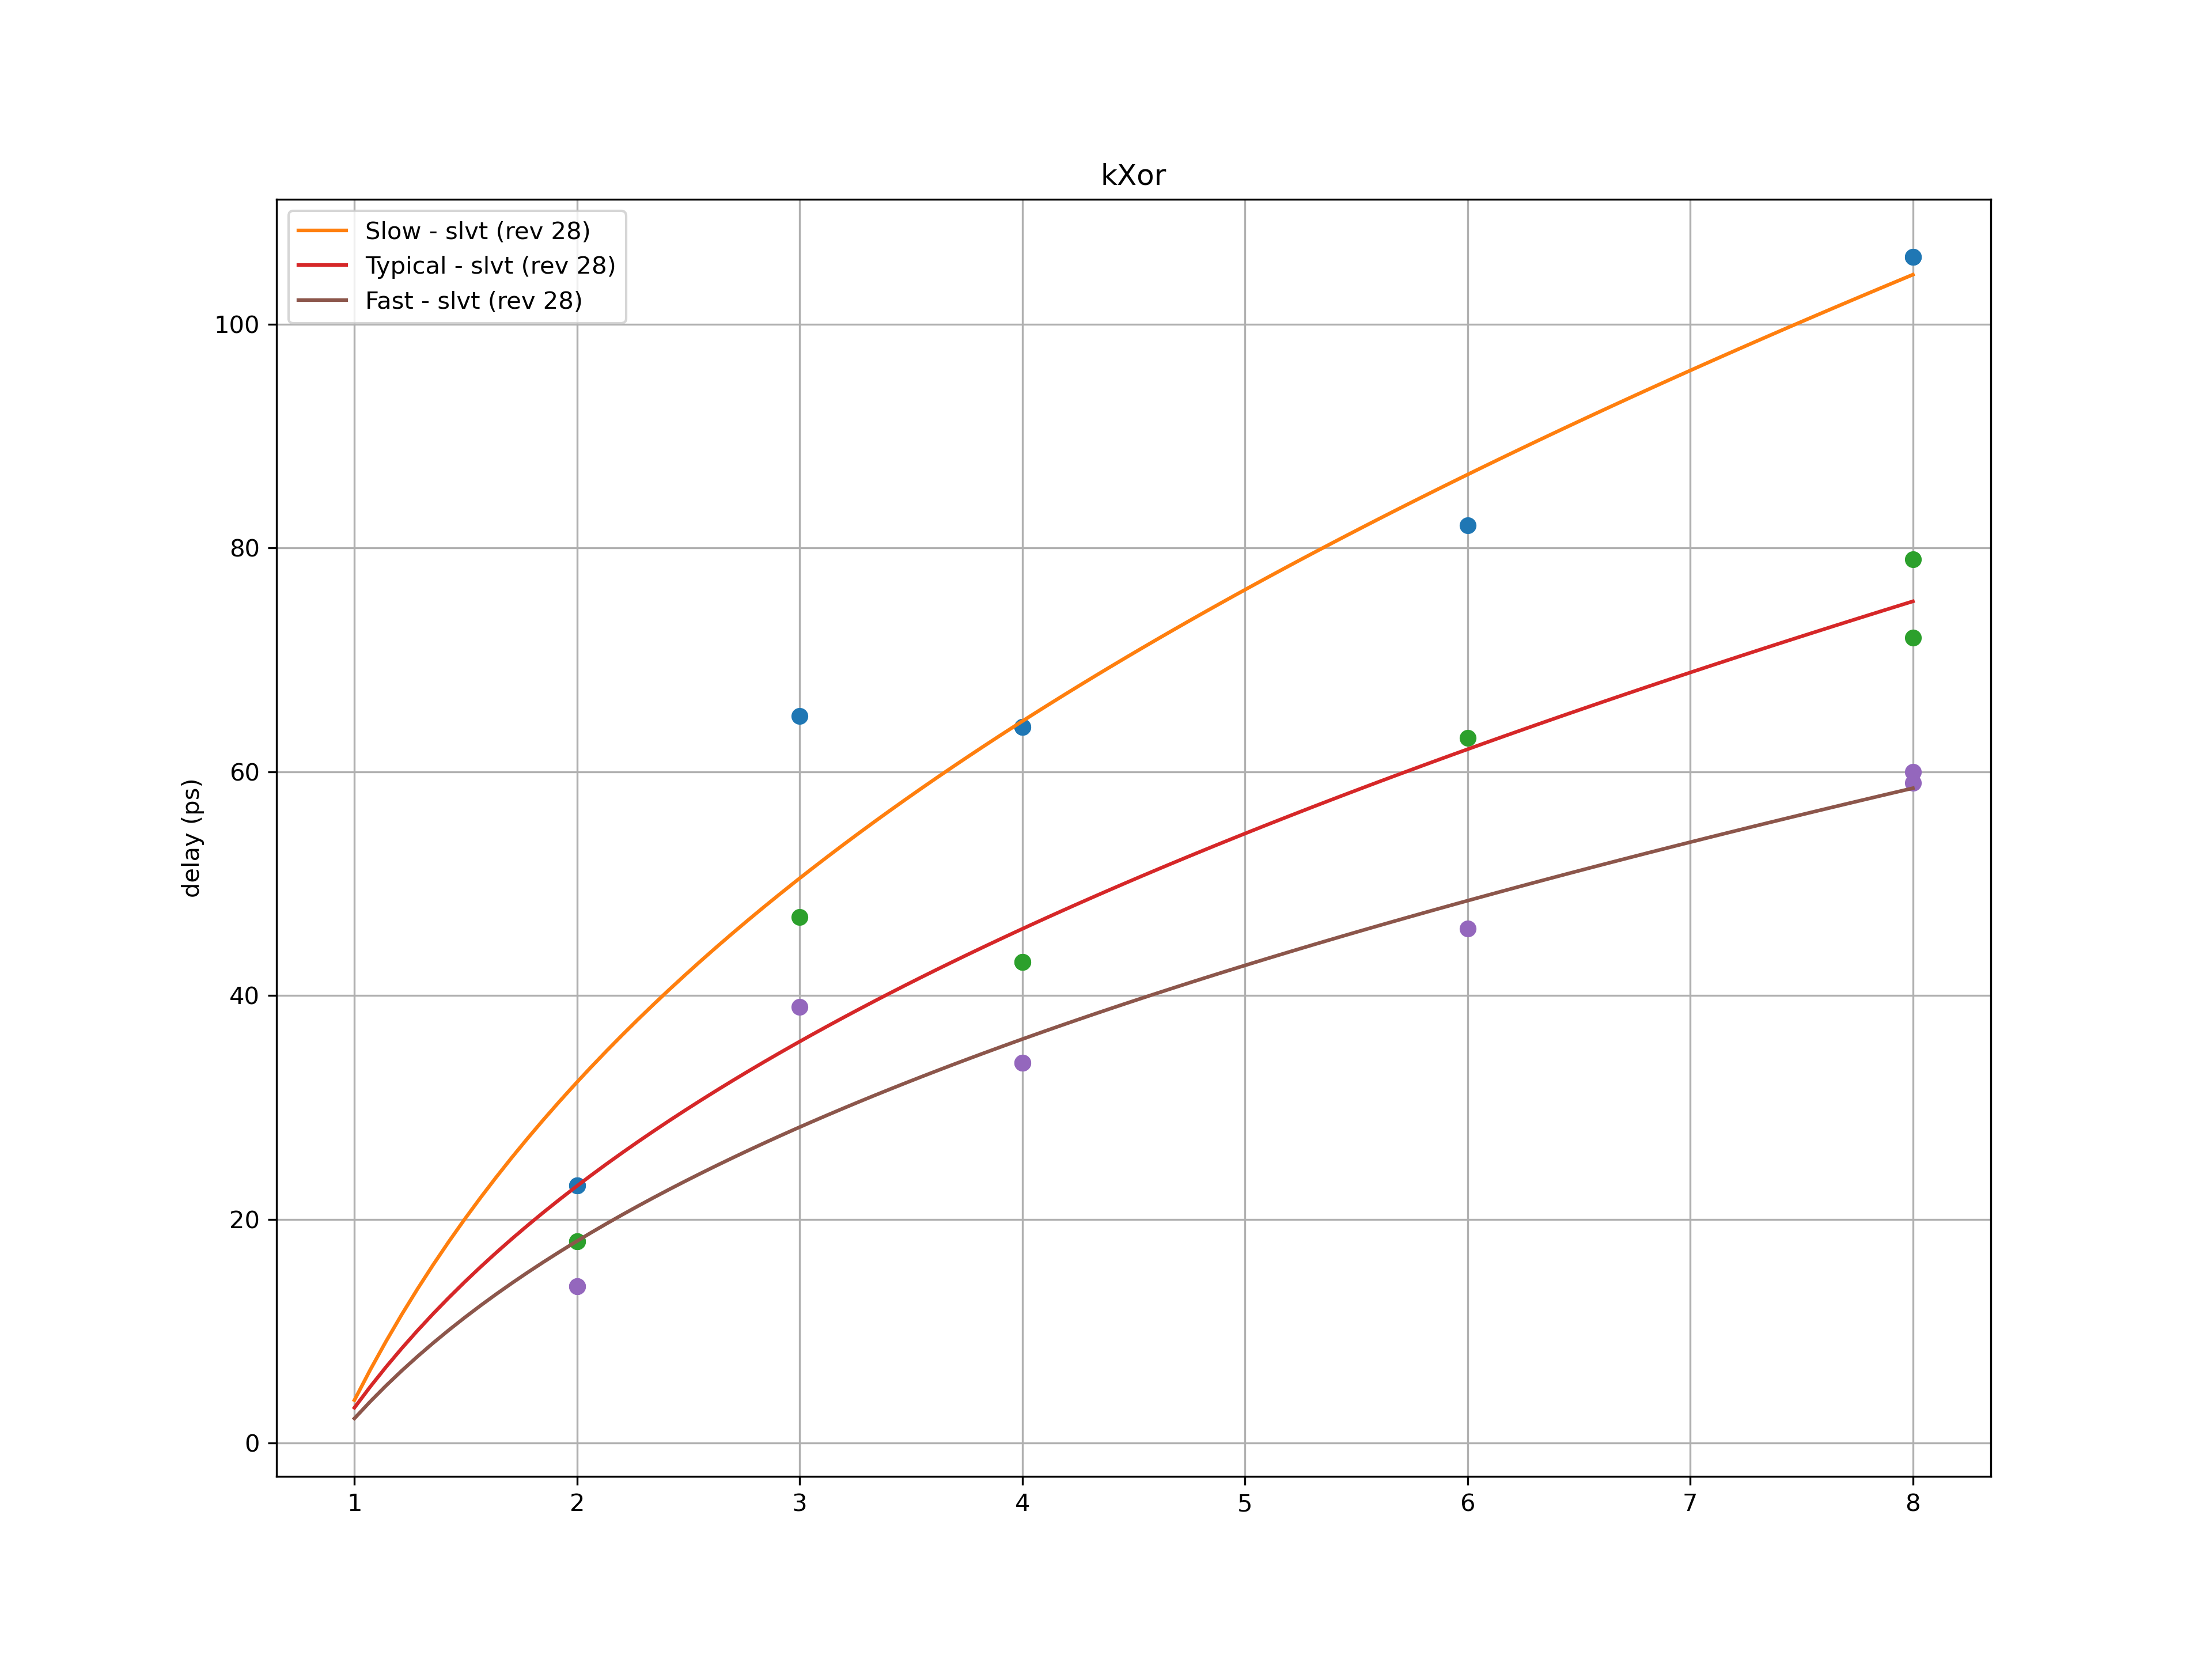 kXor
Slow - slvt (rev 28)
Typical - slvt (rev 28)
Fast - slvt (rev 28)
100
80
60
40
20
0
delay (ps)
1 2 3 4 5 6 7 8